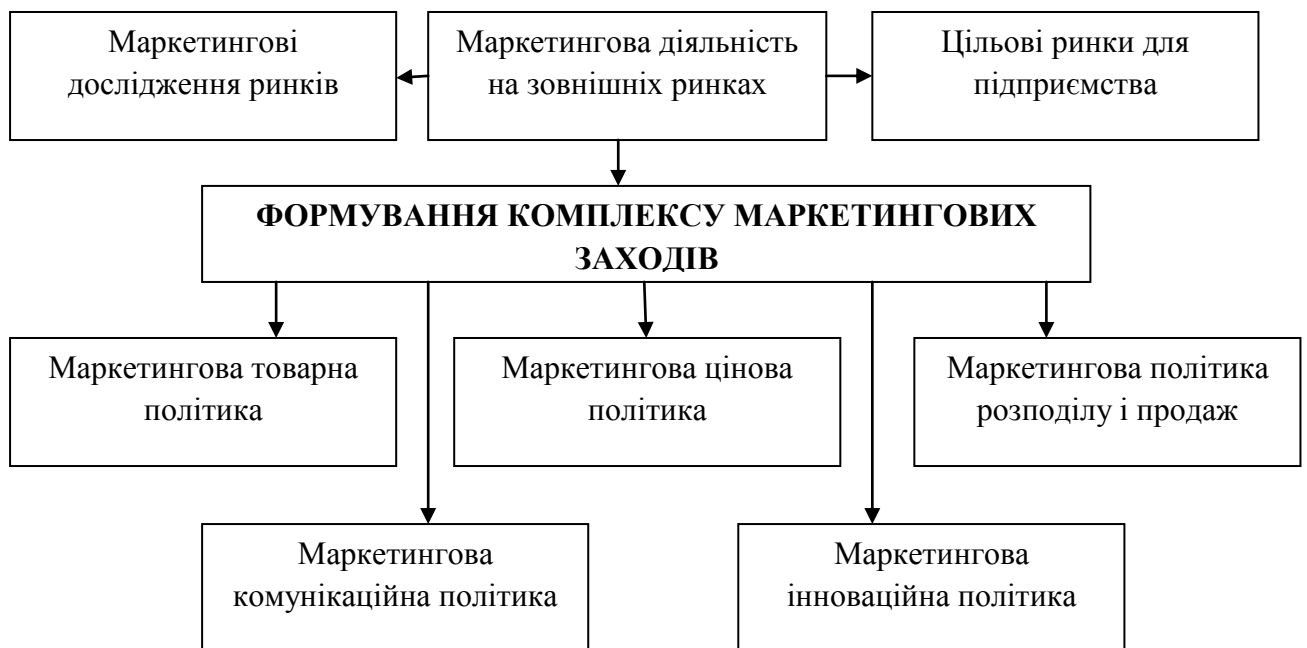 Маркетингові
дослідження ринків
Маркетингова діяльність
на зовнішніх ринках
Цільові ринки для
підприємства
ФОРМУВАННЯ КОМПЛЕКСУ МАРКЕТИНГОВИХ
ЗАХОДІВ
Маркетингова товарна
політика
Маркетингова цінова
політика
Маркетингова політика
розподілу і продаж
Маркетингова
комунікаційна політика
Маркетингова
інноваційна політика